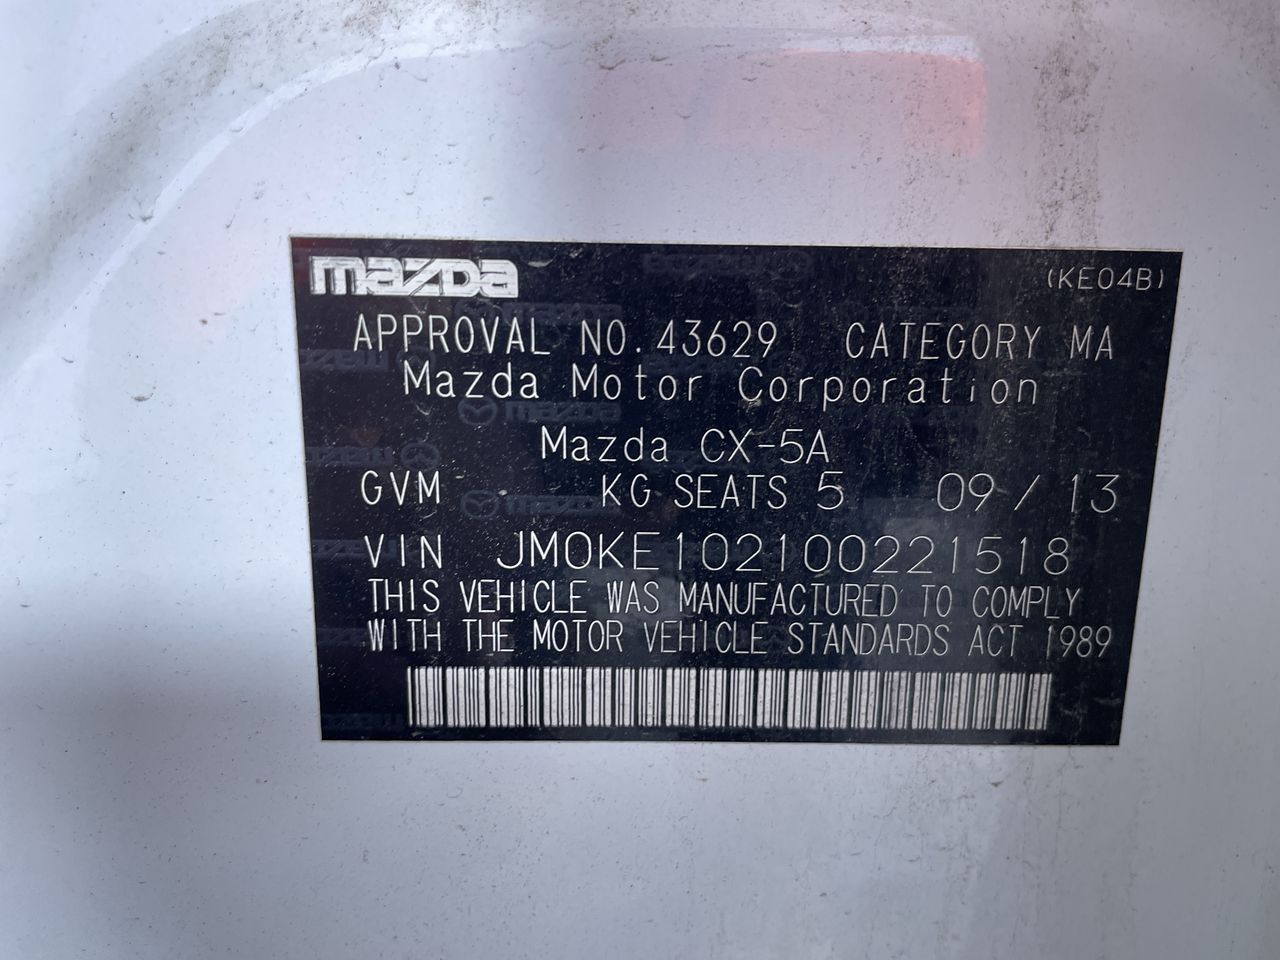 mazda (KE04B)
APPROVAL NO. 43629 CATEGORY MA
Mazda Motor Corporation
Mazda CX-5A
GVM KG SEATS 5 09/13
VIN JM0KE102100221518
THIS VEHICLE WAS MANUFACTURED TO COMPLY
WITH THE MOTOR VEHICLE STANDARDS ACT 1989